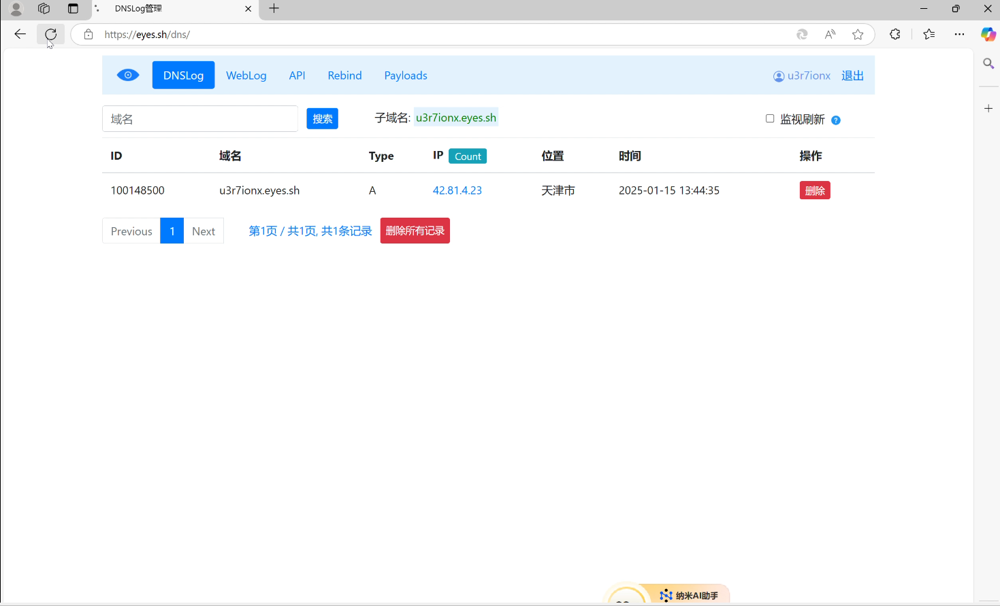 DNSLog管理
https://eyes.sh/dns/
DNSLog WebLog API Rebind Payloads u3r7ionx 退出
域名 搜索 子域名: u3r7ionx.eyes.sh 监视刷新 ?
ID 域名 Type IP Count 位置 时间 操作
100148500 u3r7ionx.eyes.sh A 42.81.4.23 天津市 2025-01-15 13:44:35 删除
Previous 1 Next 第1页 / 共1页, 共1条记录 删除所有记录
纳米AI助手